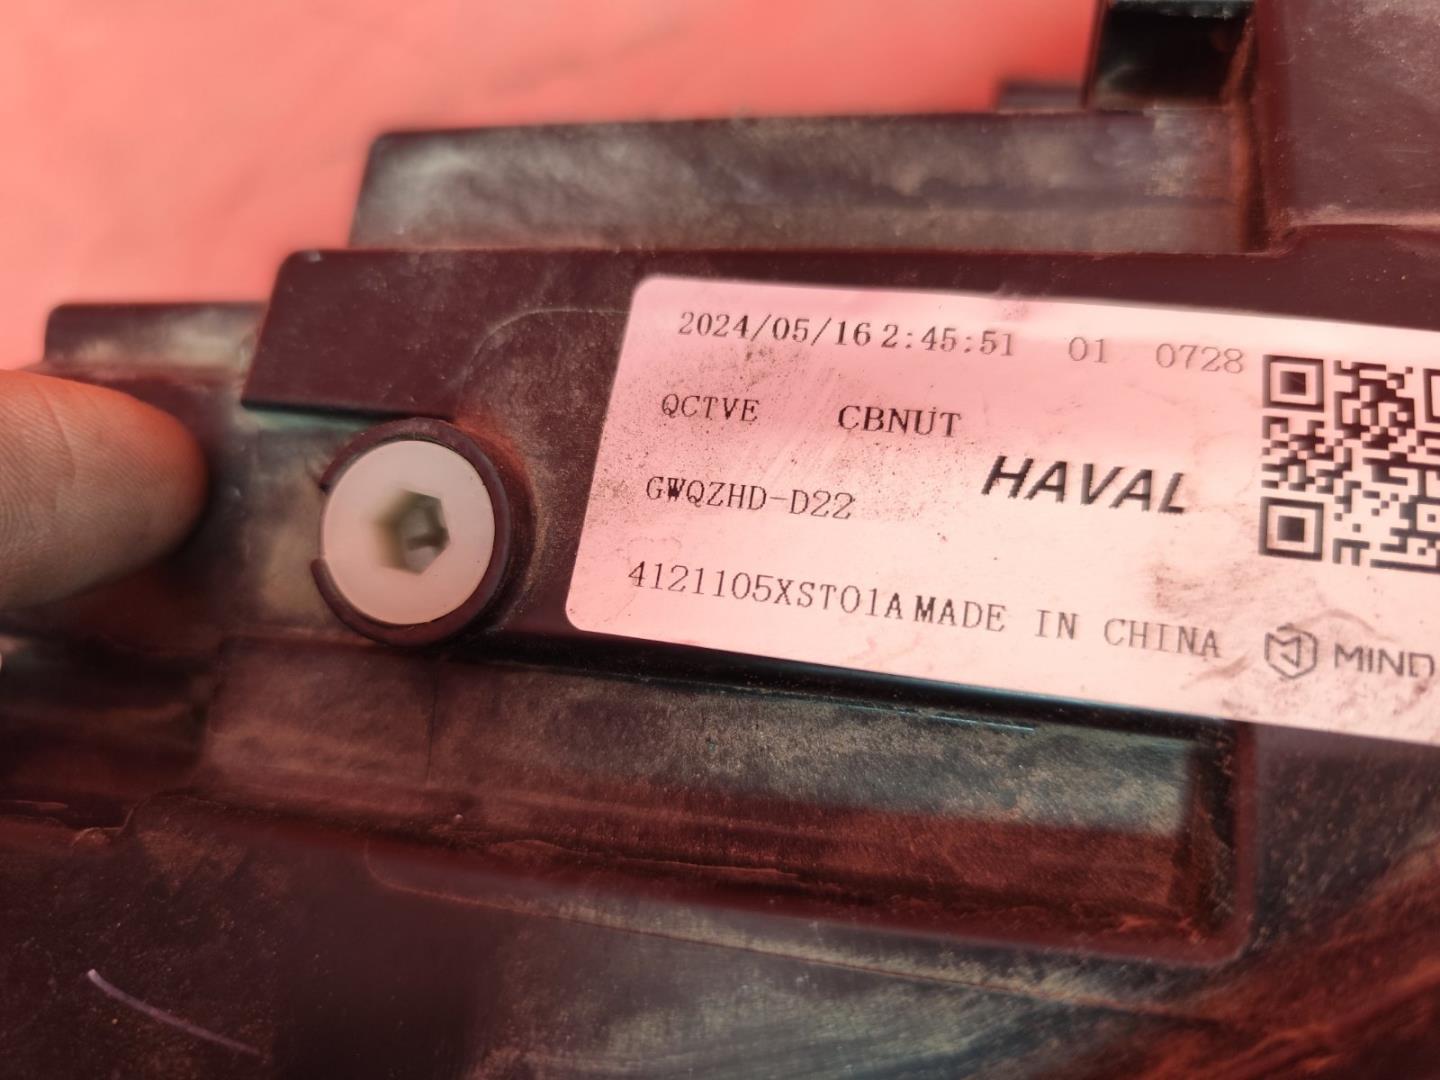 2024/05/16 2:45:51 01 0728
QCTVE CBNUT
GWQZHD-D22 HAVAL
4121105XST01A MADE IN CHINA
MIND